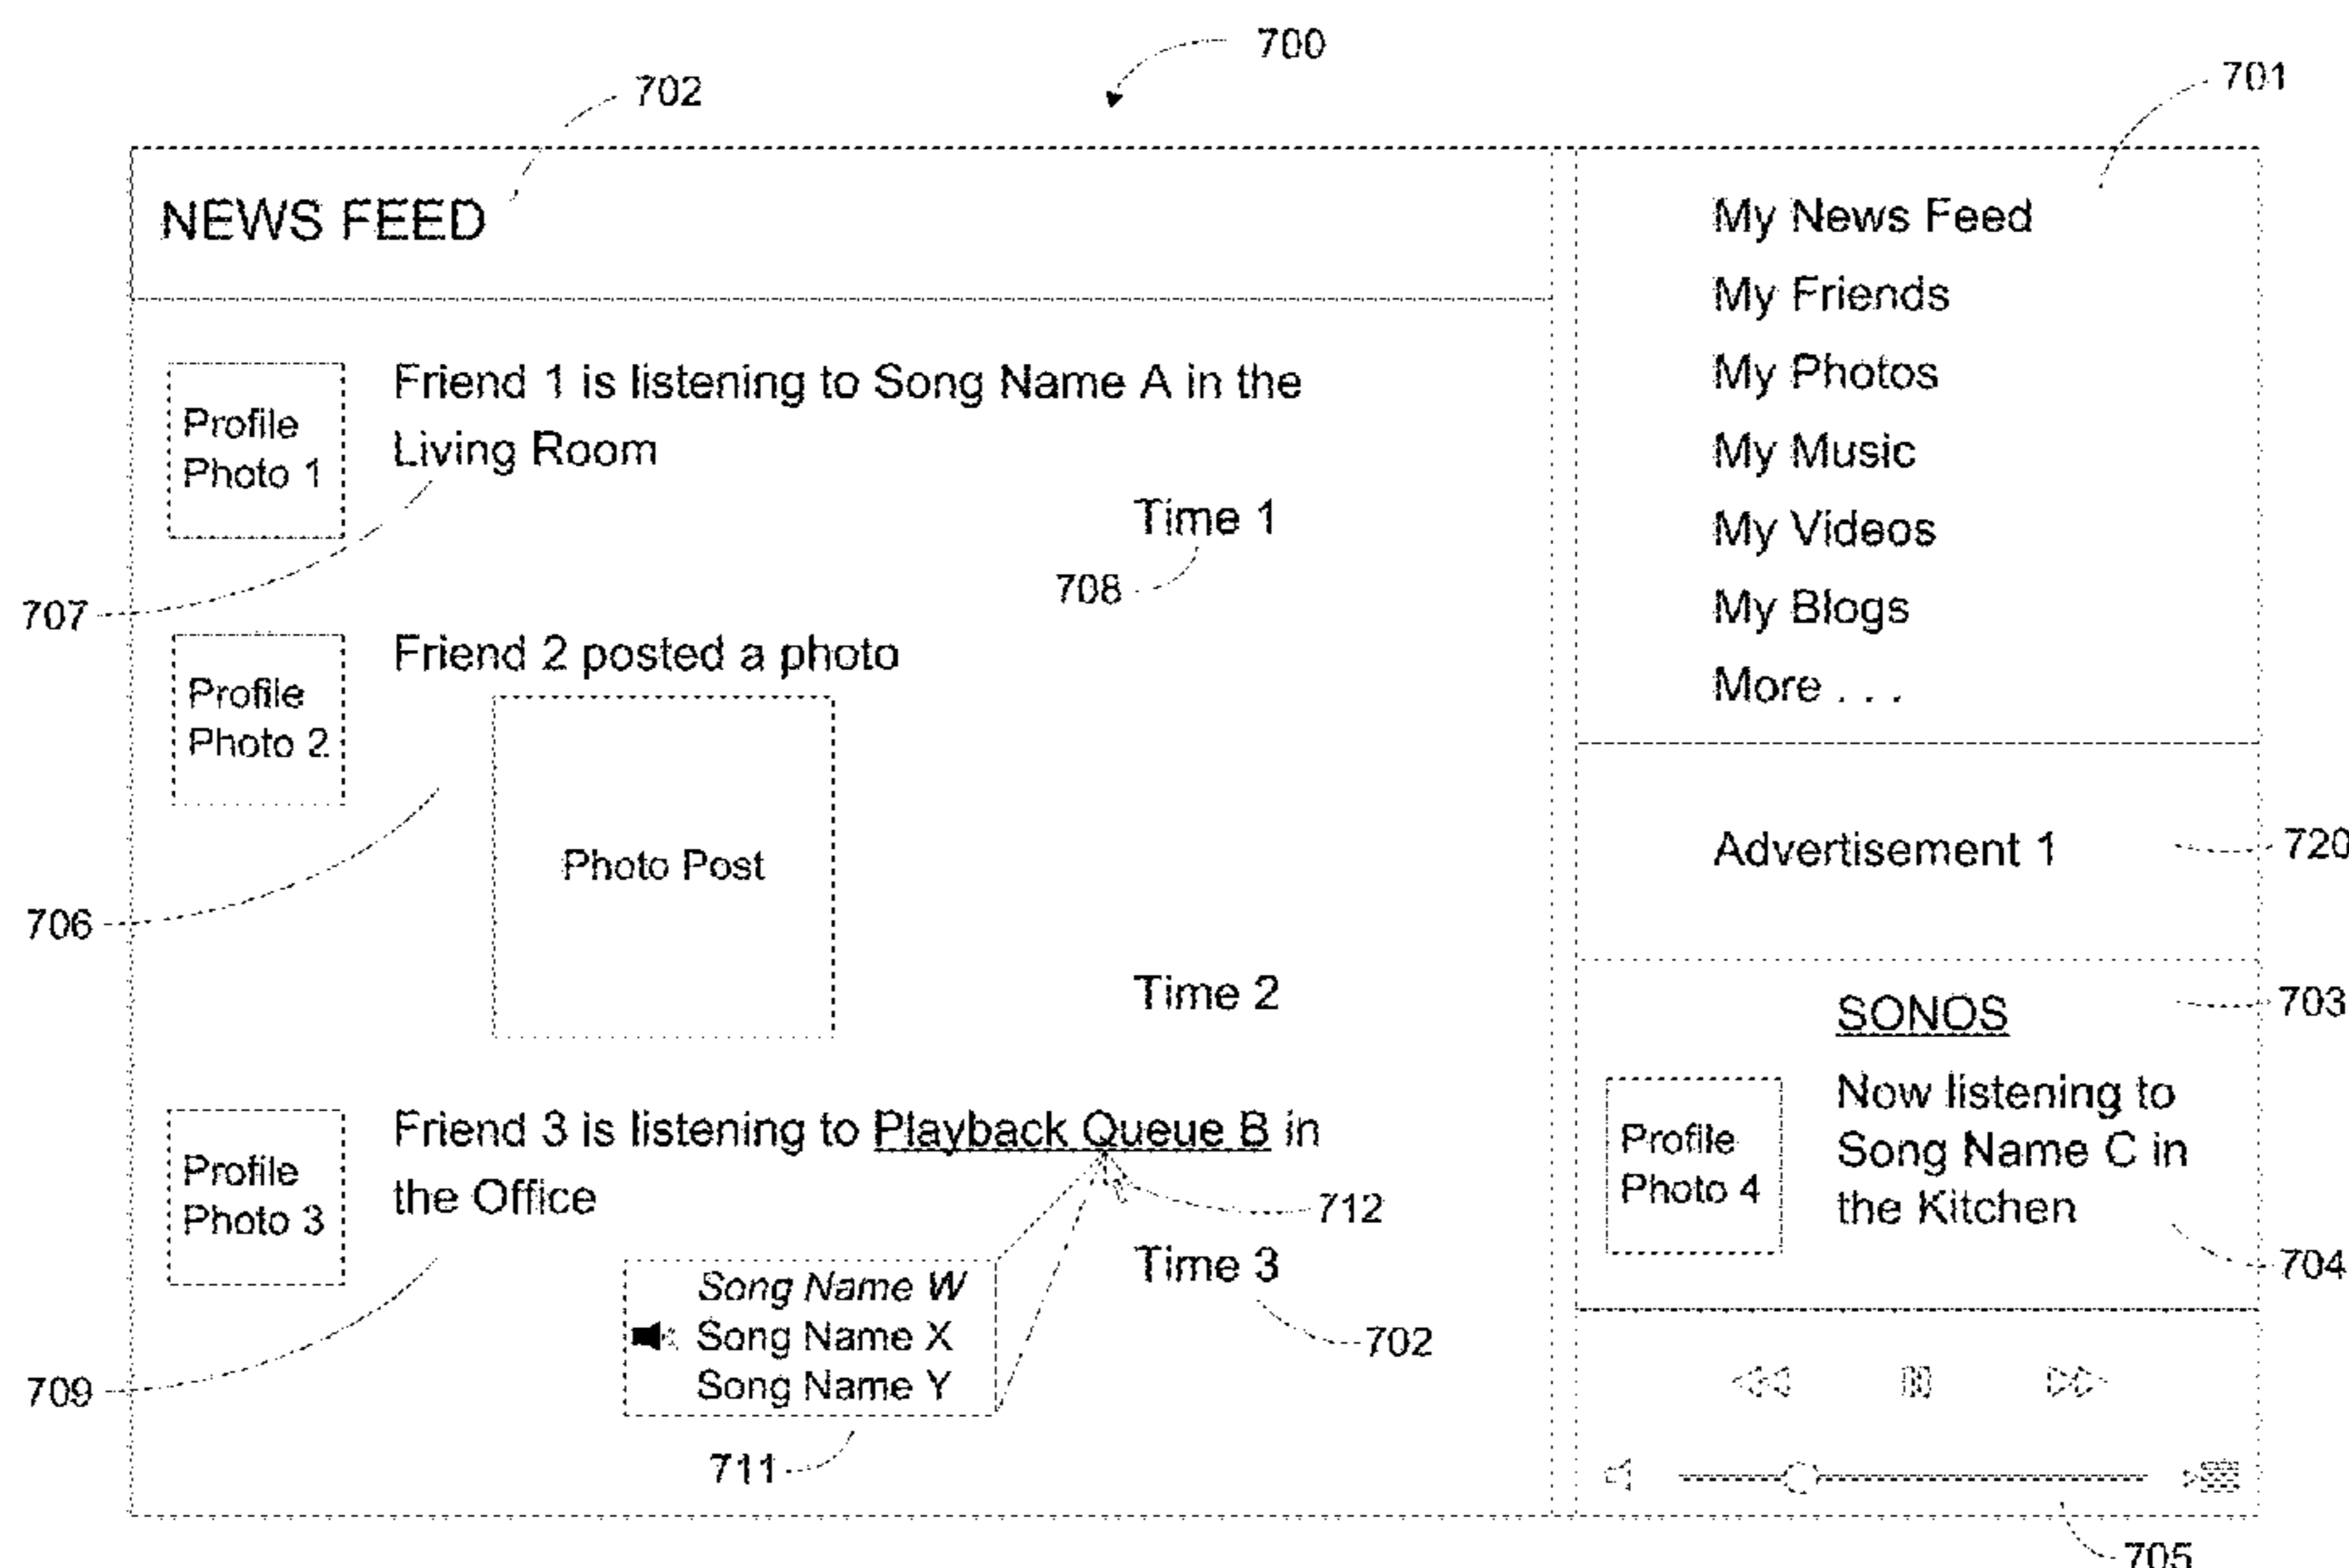 700
702
701
NEWS FEED
Profile
Photo 1
Friend 1 is listening to Song Name A in the
Living Room
Time 1
708
707
Profile
Photo 2
Friend 2 posted a photo
Photo Post
706
Time 2
Profile
Photo 3
Friend 3 is listening to Playback Queue B in
the Office
712
Time 3
702
Song Name W
Song Name X
Song Name Y
709
711
My News Feed
My Friends
My Photos
My Music
My Videos
My Blogs
More . . .
Advertisement 1
720
SONOS
703
Profile
Photo 4
Now listening to
Song Name C in
the Kitchen
704
705